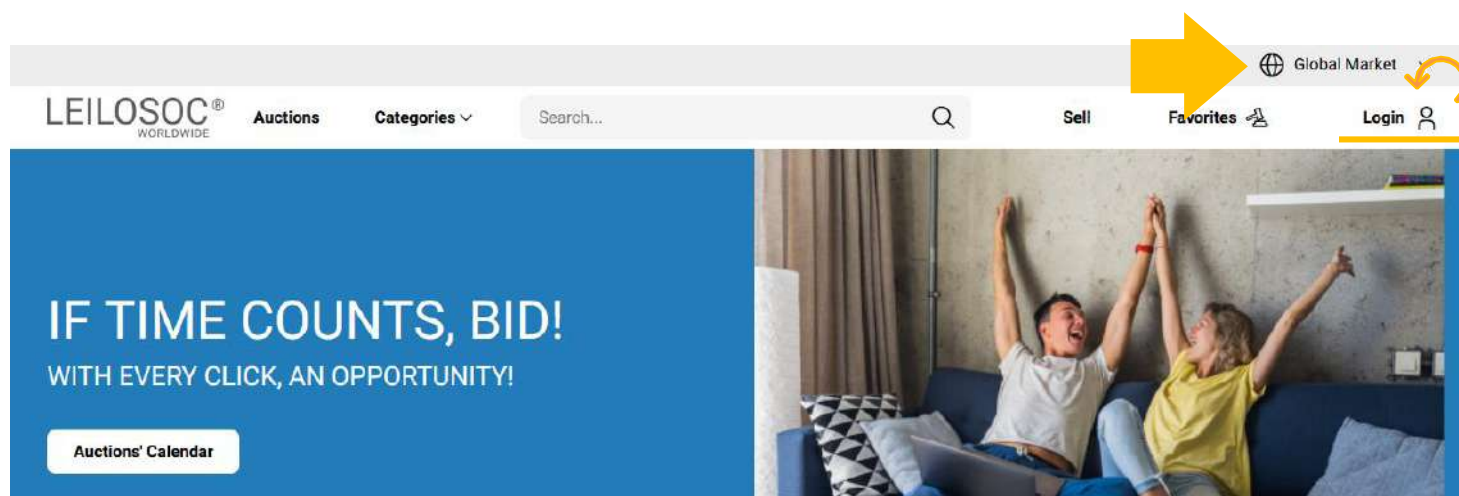 Global Market
LEILOSOC® Auctions Categories Search... Sell Favorites Login
WORLDWIDE
IF TIME COUNTS, BID!
WITH EVERY CLICK, AN OPPORTUNITY!
Auctions' Calendar